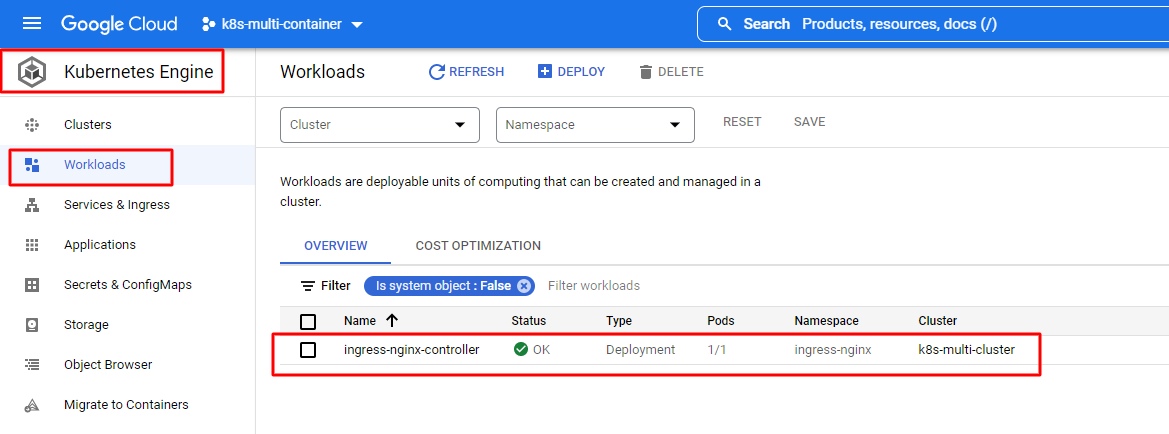 Google Cloud k8s-multi-container Search Products, resources, docs (/)
Kubernetes Engine
Workloads REFRESH DEPLOY DELETE
Clusters
Workloads
Services & Ingress
Applications
Secrets & ConfigMaps
Storage
Object Browser
Migrate to Containers
Cluster Namespace RESET SAVE
Workloads are deployable units of computing that can be created and managed in a
cluster.
OVERVIEW COST OPTIMIZATION
Filter Is system object : False Filter workloads
Name Status Type Pods Namespace Cluster
ingress-nginx-controller OK Deployment 1/1 ingress-nginx k8s-multi-cluster